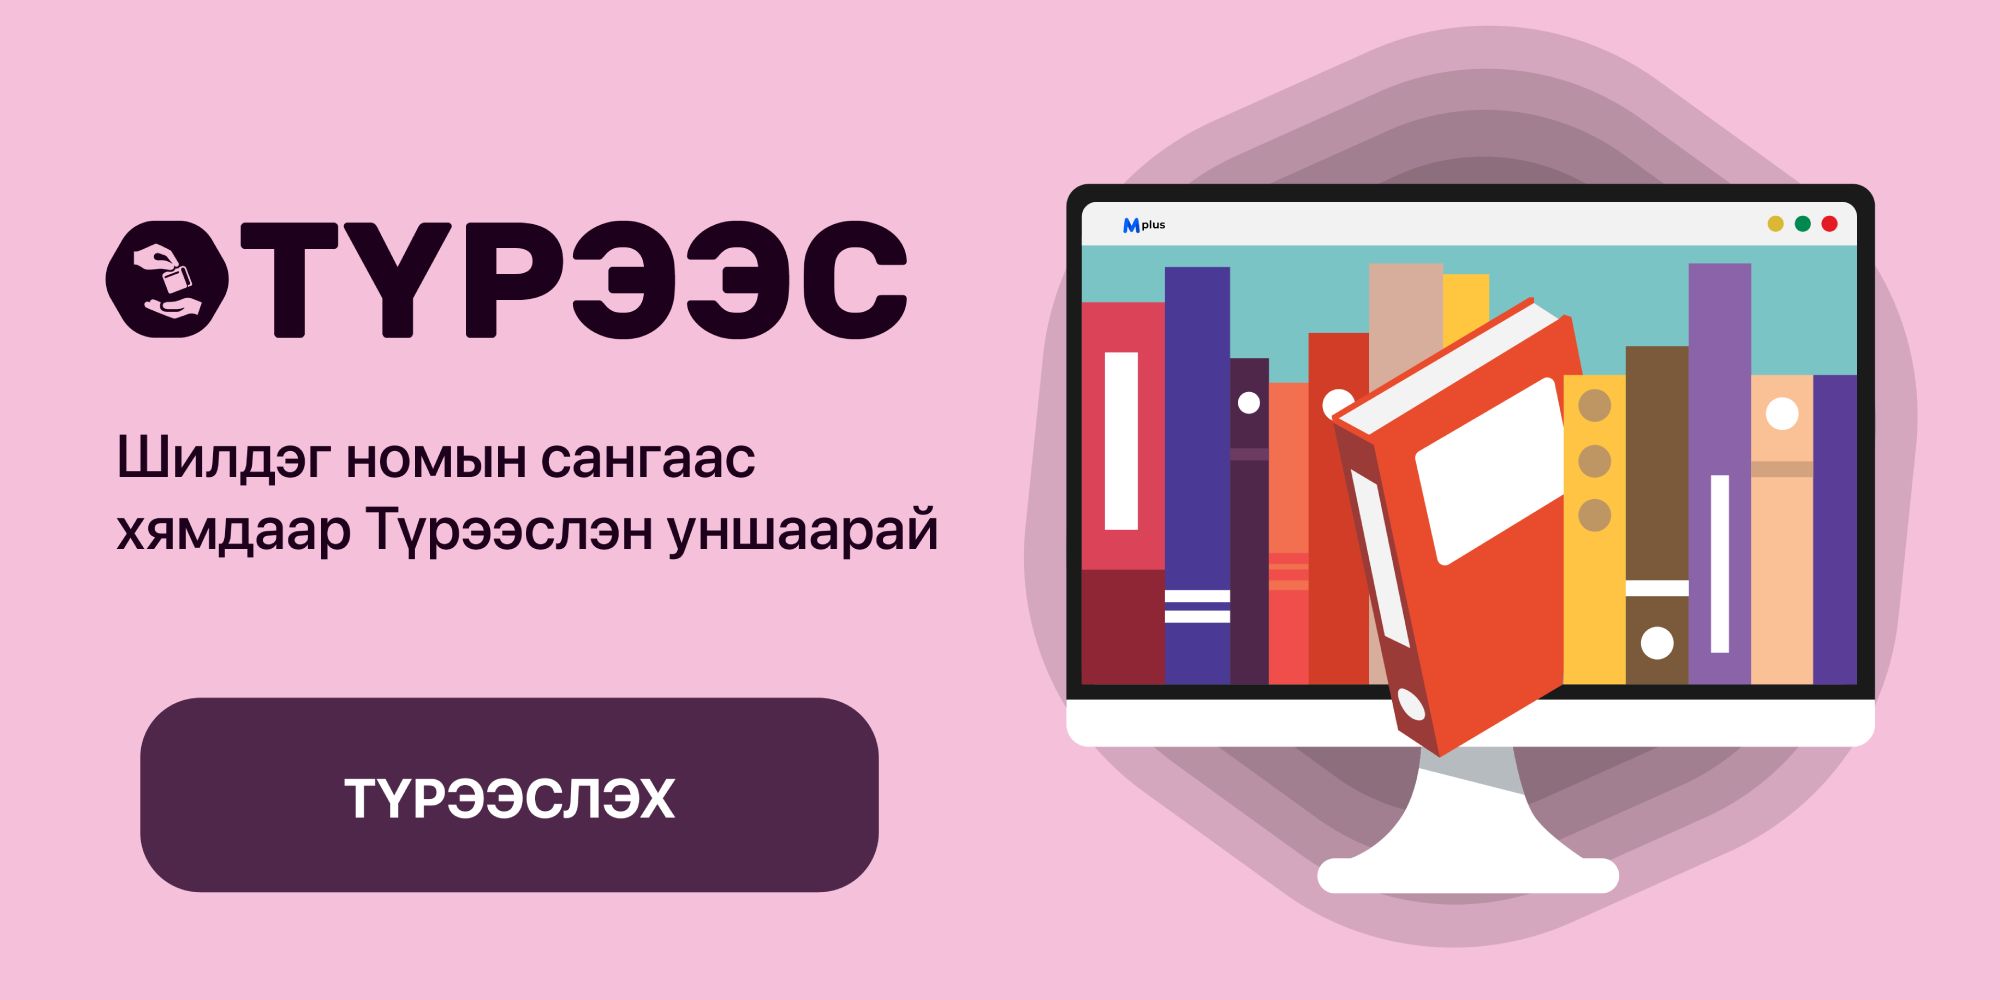 ТҮРЭЭС
Шилдэг номын сангаас
хямдаар Түрээслэн уншаарай
ТҮРЭЭСЛЭХ
Mplus